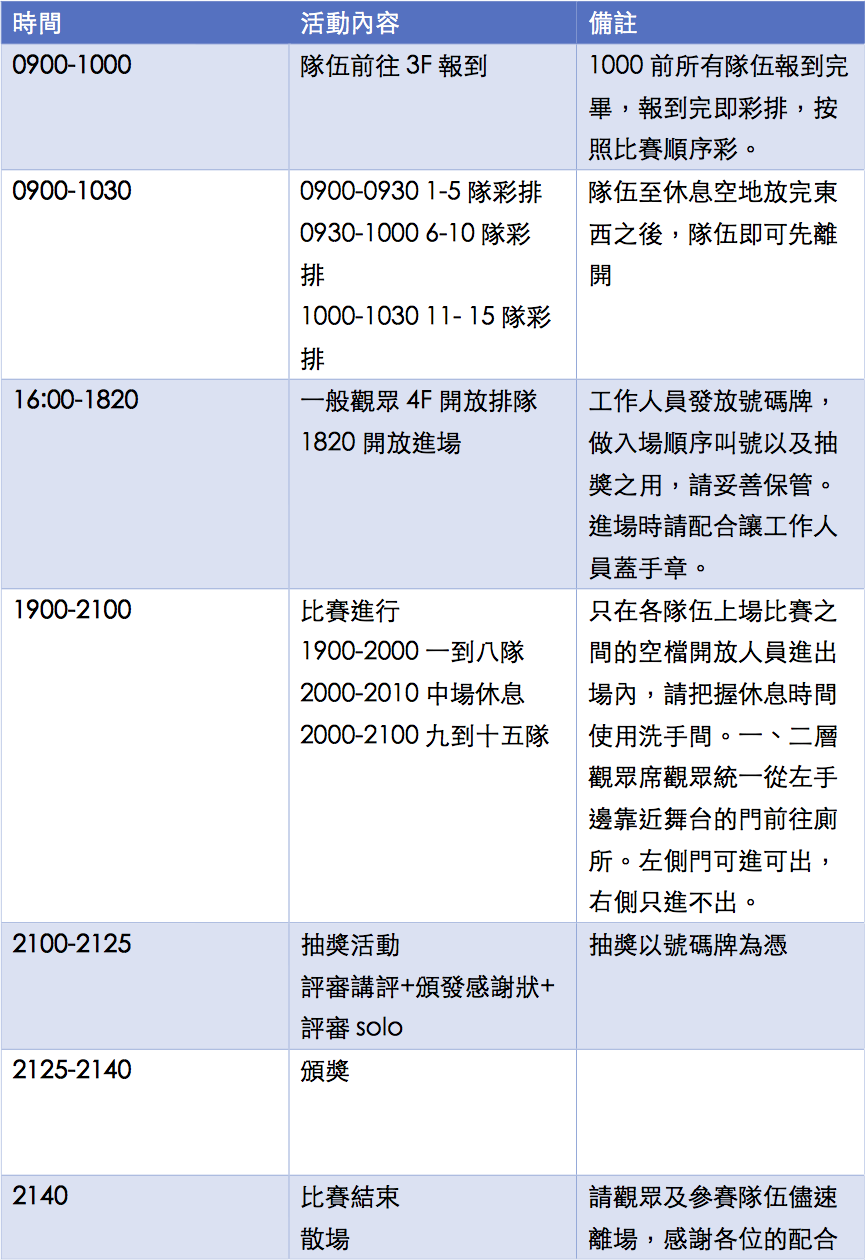 時間
活動內容
備註
0900-1000
隊伍前往 3F 報到
1000 前所有隊伍報到完
畢，報到完即彩排，按
照比賽順序彩。
0900-1030
0900-0930 1-5 隊彩排
0930-1000 6-10 隊彩
排
1000-1030 11- 15 隊彩
排
隊伍至休息空地放完東
西之後，隊伍即可先離
開
16:00-1820
一般觀眾 4F 開放排隊
1820 開放進場
工作人員發放號碼牌，
做入場順序叫號以及抽
獎之用，請妥善保管。
進場時請配合讓工作人
員蓋手章。
1900-2100
比賽進行
1900-2000 一到八隊
2000-2010 中場休息
2000-2100 九到十五隊
只在各隊伍上場比賽之
間的空檔開放人員進出
場內，請把握休息時間
使用洗手間。一、二層
觀眾席觀眾統一從左手
邊靠近舞台的門前往廁
所。左側門可進可出，
右側只進不出。
2100-2125
抽獎活動
評審講評+頒發感謝狀+
評審 solo
抽獎以號碼牌為憑
2125-2140
頒獎
2140
比賽結束
散場
請觀眾及參賽隊伍儘速
離場，感謝各位的配合